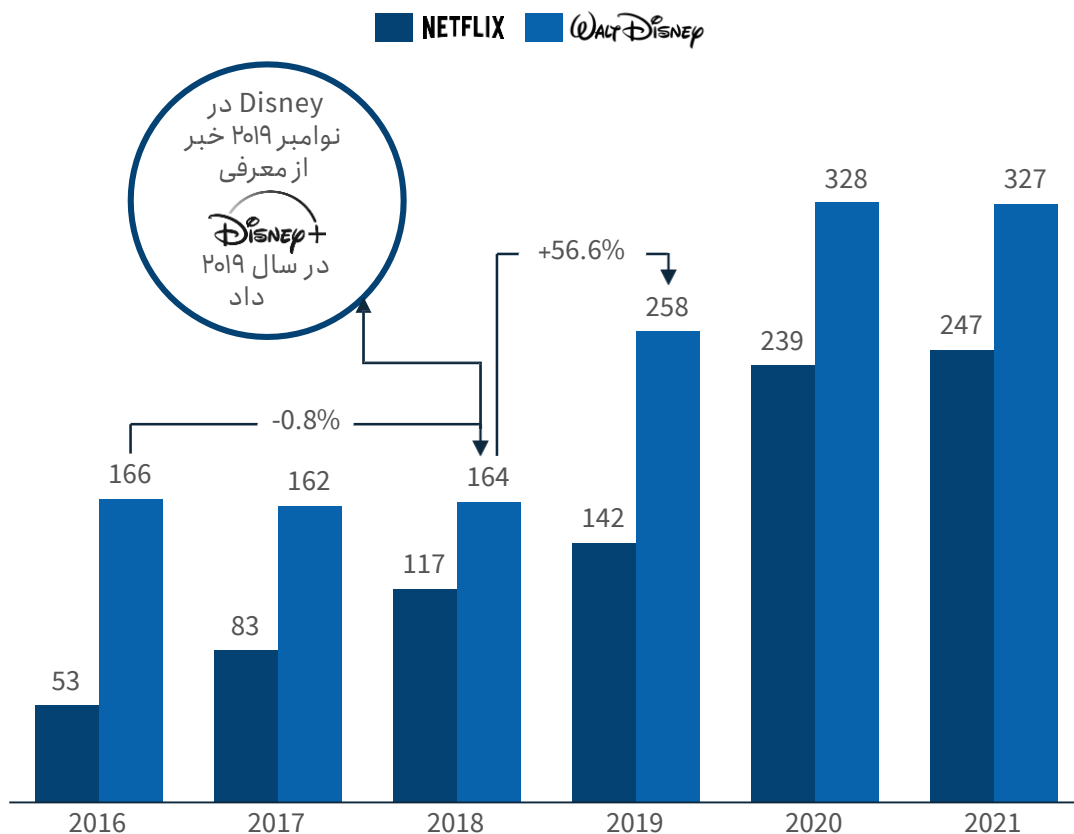 NETFLIX WALT DISNEY
Disney در
نوامبر ۲۰۱۹ خبر
از معرفی
Disney+
در سال ۲۰۱۹
داد
328 327
+56.6%
258
239 247
-0.8%
166 162 164
142
117
83
53
2016 2017 2018 2019 2020 2021